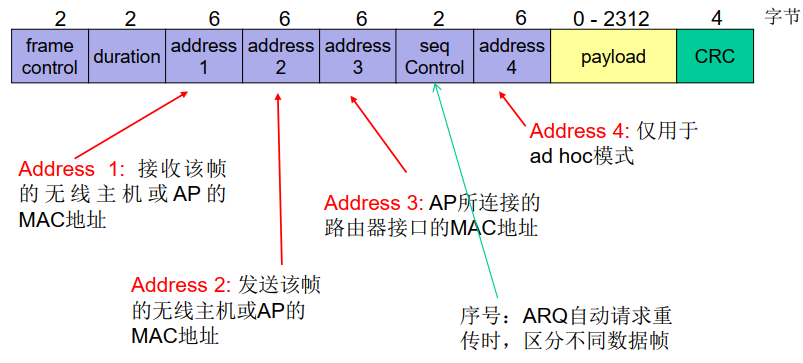 2 2 6 6 6 2 6 0 - 2312 4 字节
frame control duration address 1 address 2 address 3 seq Control address 4 payload CRC
Address 1: 接收该帧
的无线主机或AP的
MAC地址
Address 2: 发送该帧
的无线主机或AP的
MAC地址
Address 3: AP所连接的
路由器接口的MAC地址
Address 4: 仅用于
ad hoc模式
序号：ARQ自动请求重
传时，区分不同数据帧